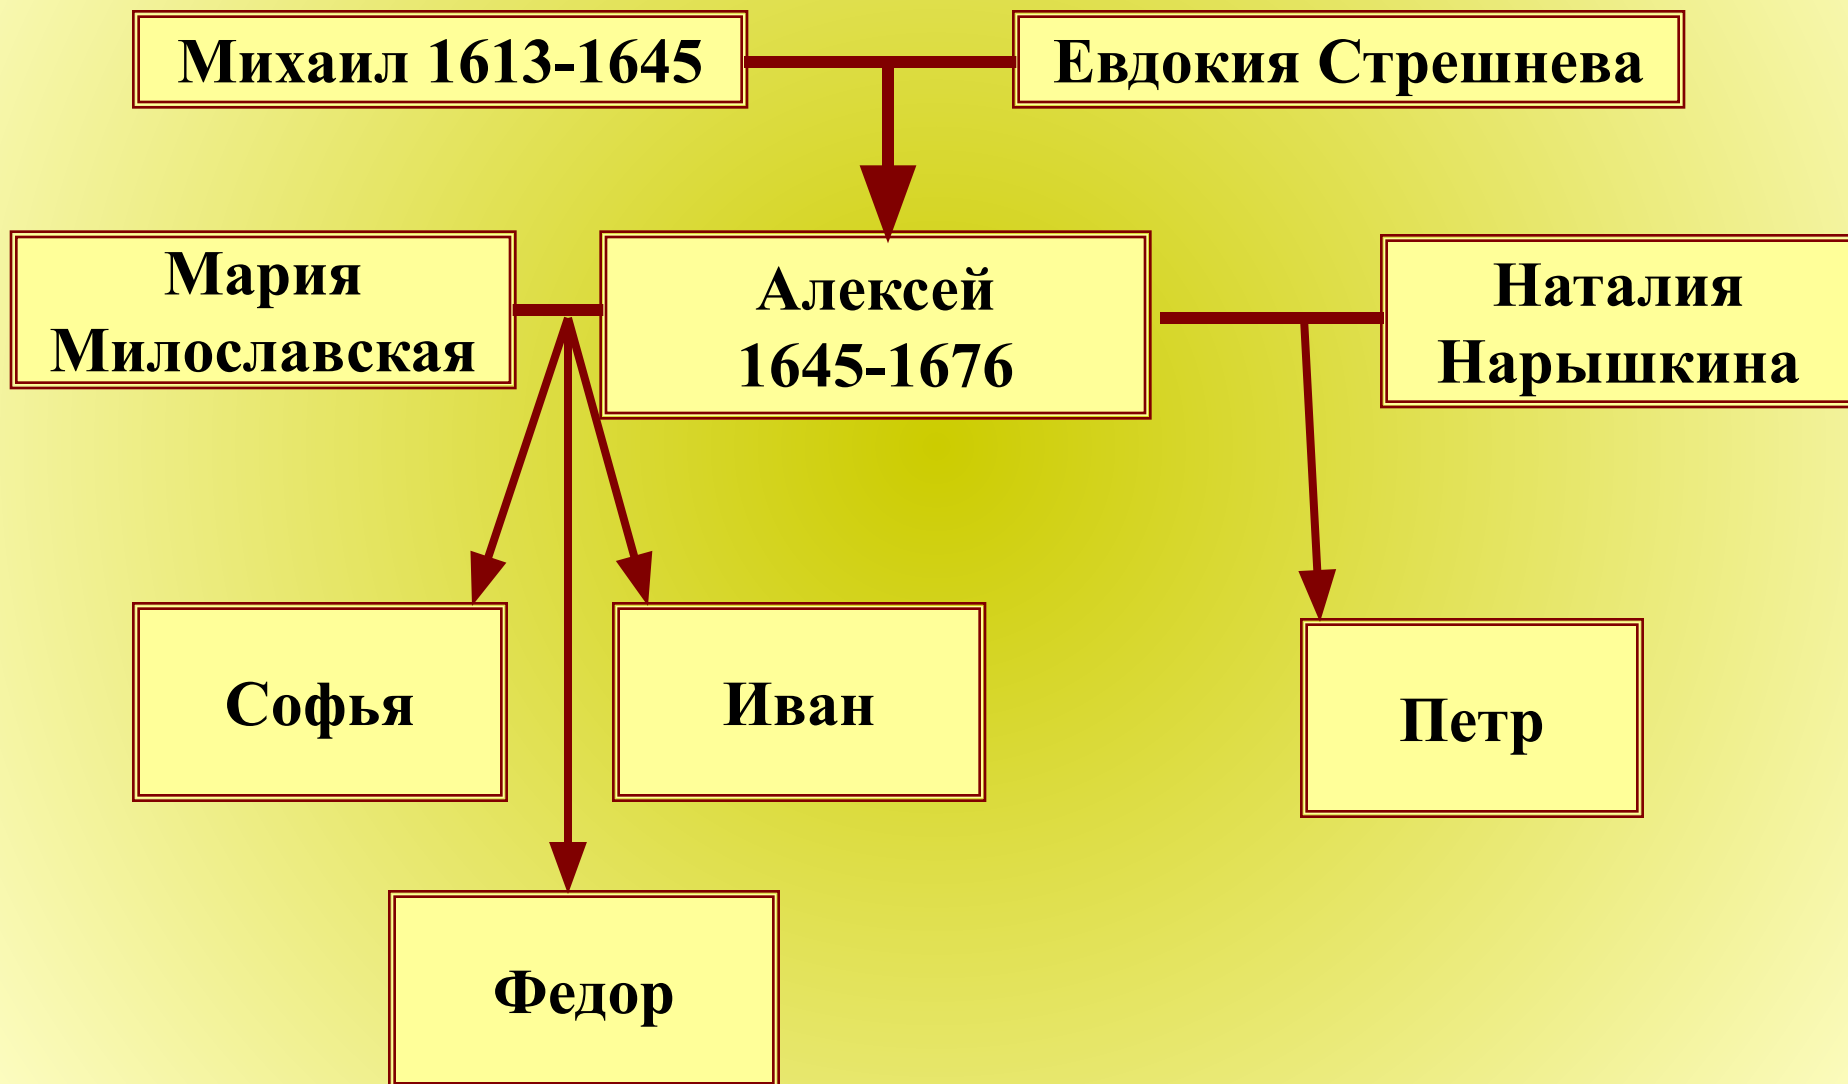 Михаил 1613-1645
Евдокия Стрешнева
Мария
Милославская
Алексей
1645-1676
Наталия
Нарышкина
Софья
Иван
Петр
Федор